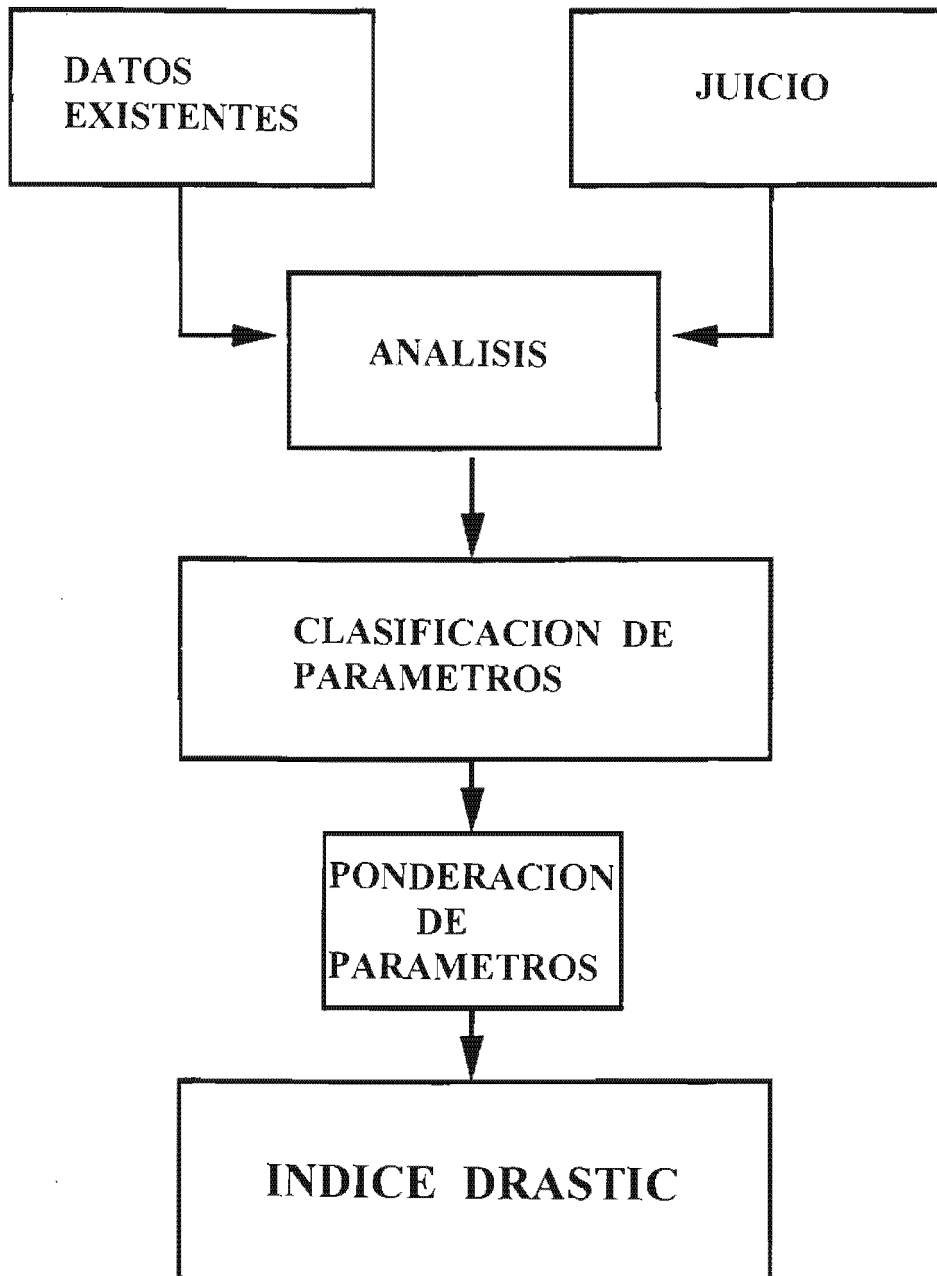 DATOS
EXISTENTES
JUICIO
ANALISIS
CLASIFICACION DE
PARAMETROS
PONDERACION
DE
PARAMETROS
INDICE DRASTIC